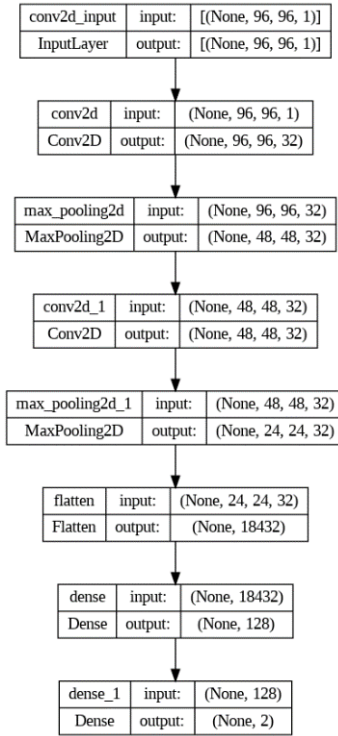 conv2d_input input: [(None, 96, 96, 1)]
InputLayer output: [(None, 96, 96, 1)]
conv2d input: (None, 96, 96, 1)
Conv2D output: (None, 96, 96, 32)
max_pooling2d input: (None, 96, 96, 32)
MaxPooling2D output: (None, 48, 48, 32)
conv2d_1 input: (None, 48, 48, 32)
Conv2D output: (None, 48, 48, 32)
max_pooling2d_1 input: (None, 48, 48, 32)
MaxPooling2D output: (None, 24, 24, 32)
flatten input: (None, 24, 24, 32)
Flatten output: (None, 18432)
dense input: (None, 18432)
Dense output: (None, 128)
dense_1 input: (None, 128)
Dense output: (None, 2)